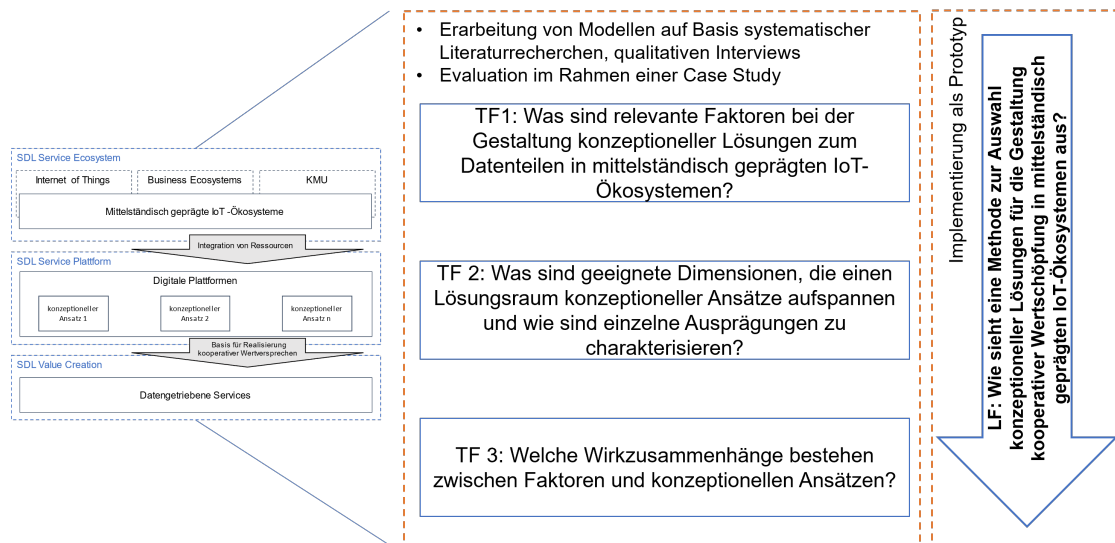 SDL Service Ecosystem
Internet of Things
Business Ecosystems
KMU
Mittelständisch geprägte IoT -Ökosysteme
Integration von Ressourcen
SDL Service Plattform
Digitale Plattformen
konzeptioneller
Ansatz 1
konzeptioneller
Ansatz 2
konzeptioneller
Ansatz n
Basis für Realisierung
kooperativer Wertversprechen
SDL Value Creation
Datengetriebene Services
• Erarbeitung von Modellen auf Basis systematischer
Literaturrecherchen, qualitativen Interviews
• Evaluation im Rahmen einer Case Study
TF1: Was sind relevante Faktoren bei der
Gestaltung konzeptioneller Lösungen zum
Datenteilen in mittelständisch geprägten IoT-
Ökosystemen?
TF 2: Was sind geeignete Dimensionen, die einen
Lösungsraum konzeptioneller Ansätze aufspannen
und wie sind einzelne Ausprägungen zu
charakterisieren?
TF 3: Welche Wirkzusammenhänge bestehen
zwischen Faktoren und konzeptionellen Ansätzen?
Implementierung als Prototyp
LF: Wie sieht eine Methode zur Auswahl
konzeptioneller Lösungen für die Gestaltung
kooperativer Wertschöpfung in mittelständisch
geprägten IoT-Ökosystemen aus?